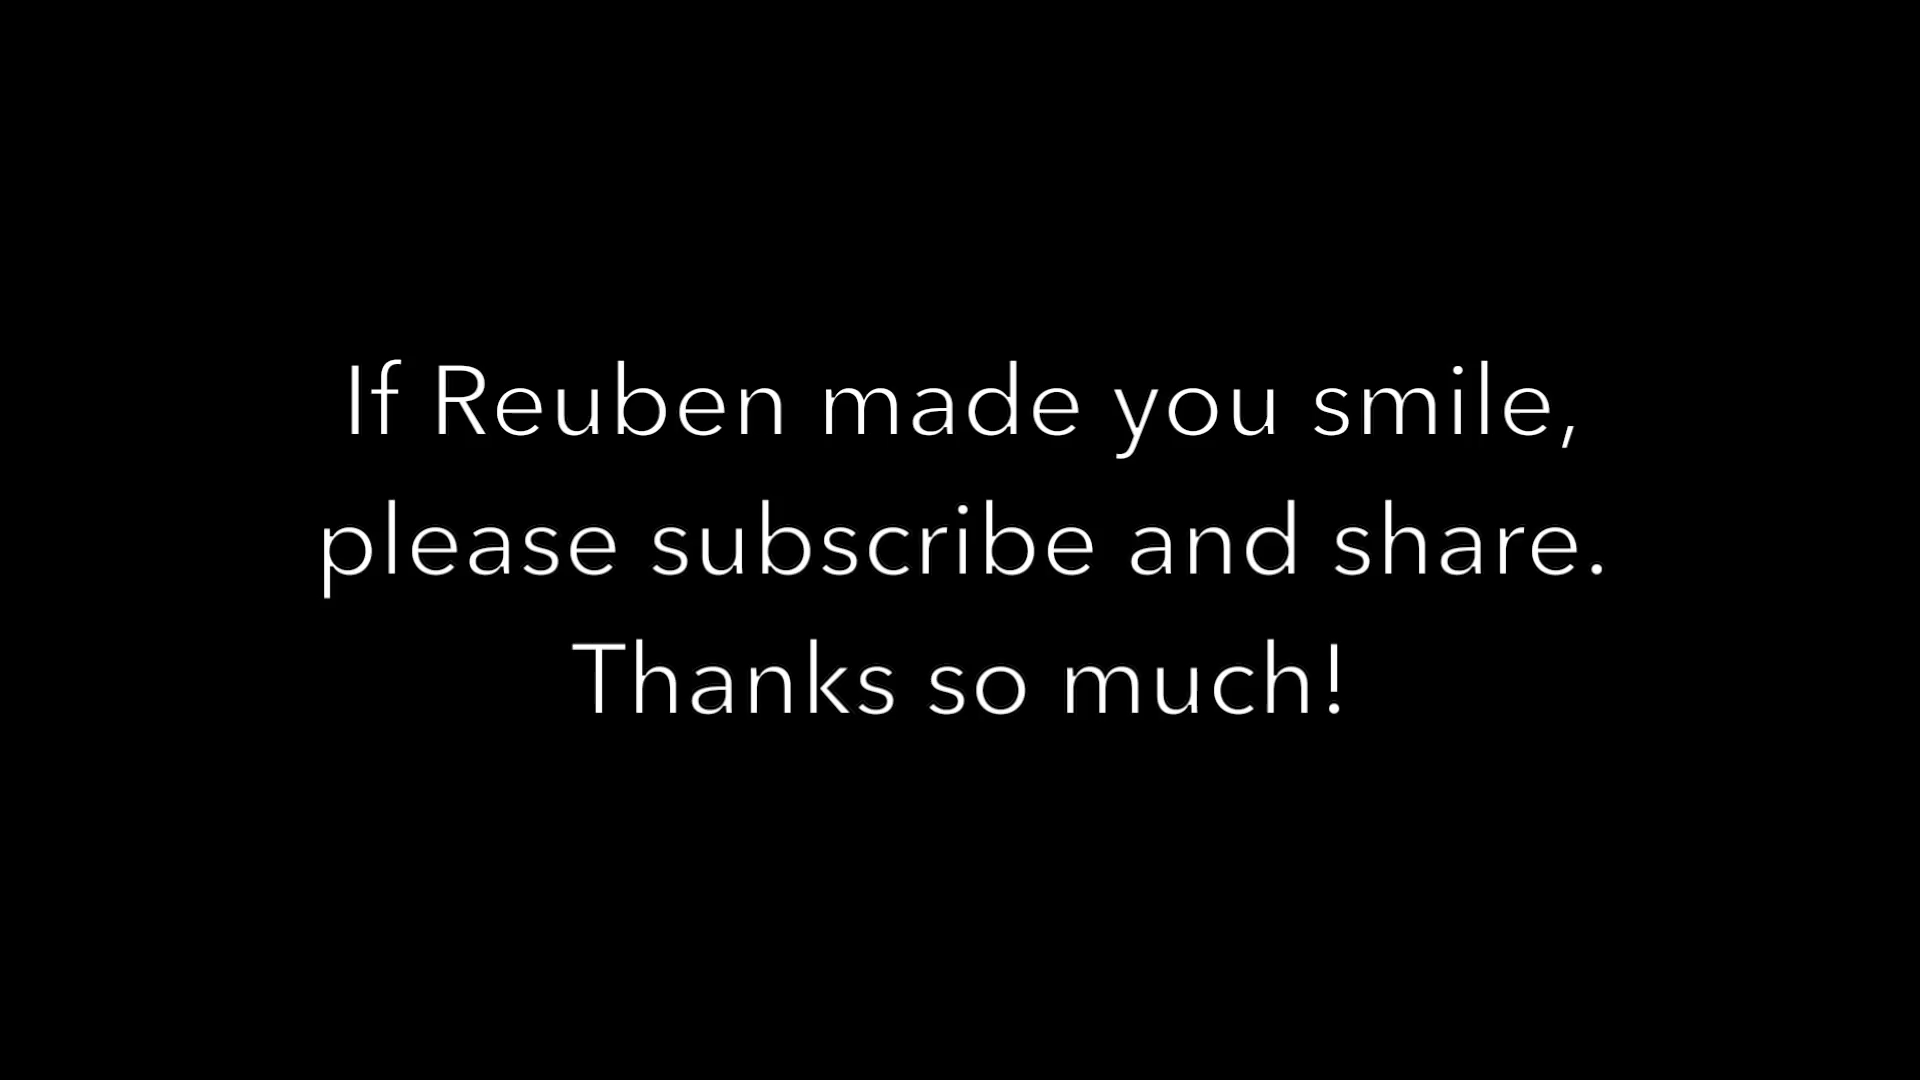 If Reuben made you smile,
please subscribe and share.
Thanks so much!